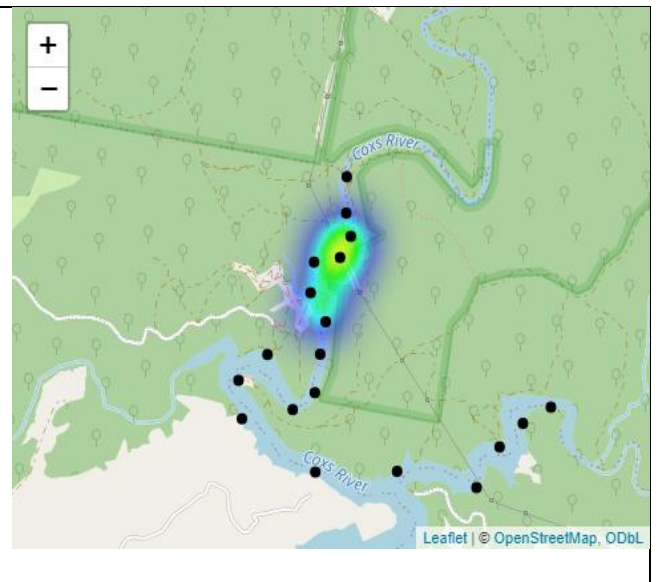 +
−
Coxs River
Coxs River
Leaflet | © OpenStreetMap, ODbL